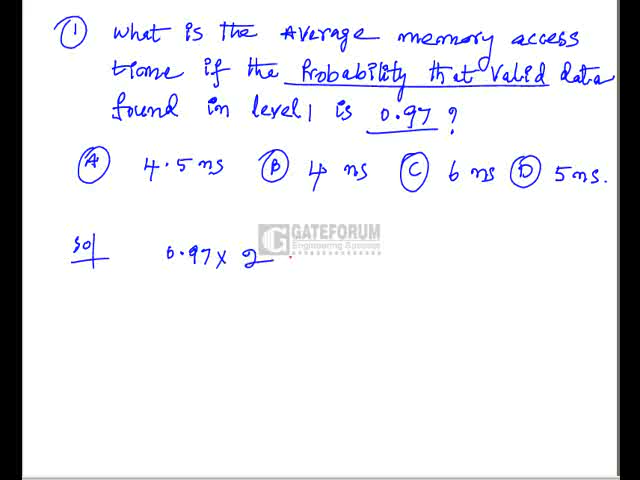 ① What is the Average memory access
time if the Probability that valid data
found in level 1 is 0.97 ?
Ⓐ 4.5 ns Ⓑ 4 ns Ⓒ 6 ns Ⓓ 5 ns.
GATEFORUM
Engineering Success
Sol 0.97 x 2